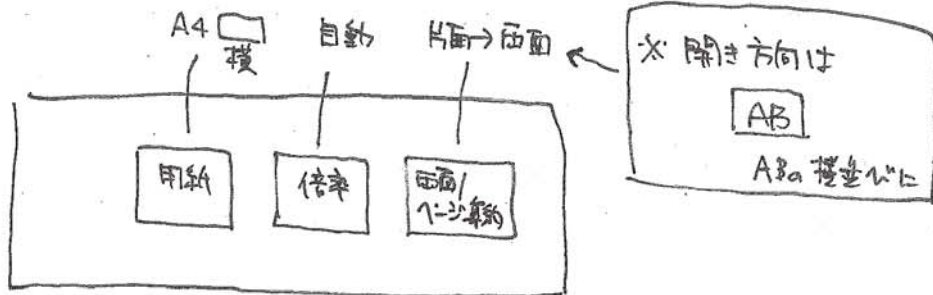 A4 横
自動
片面→両面
用紙
倍率
両面/
ページ集約
※ 開き方向は
AB
ABの横並びに